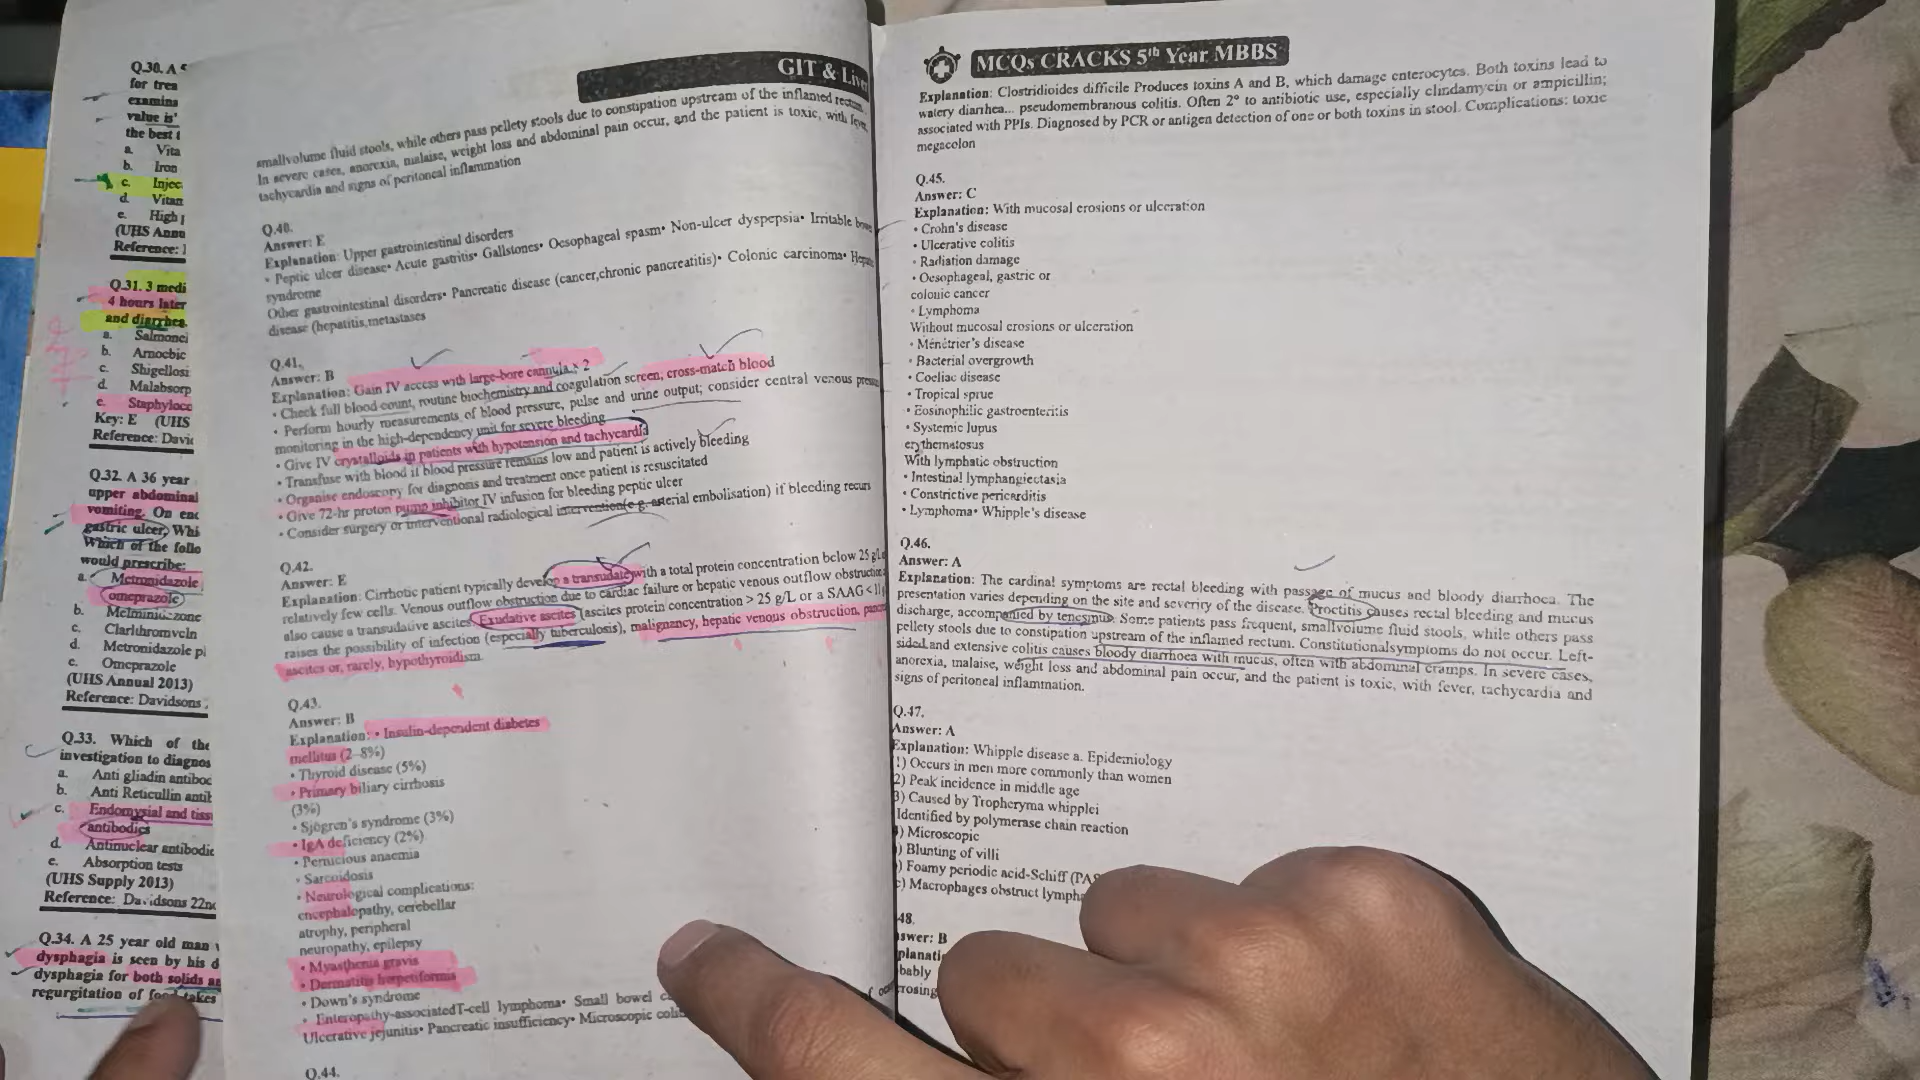 Q.30. A
for trea
examina
value is'
the best t
a. Vita
b. Iron
c. Injec
d. Vitan
e. High
(UHS Annu
Reference:
Q.31. 3 medi
4 hours later
and diarrhea.
a. Salmonel
b. Amoebic
c. Shigellosi
d. Malabsorp
e. Staphyloco
Key: E (UHS
Reference: Davi
Q.32. A 36 year
upper abdominal
vomiting. On end
gastric ulcer, Whi
Which of the follo
would prescribe:
a. Metronidazole
omeprazole
b.
c.
d. Metronidazole pl
e. Omeprazole
(UHS Annual 2013)
Reference: Davidsons
Q.33. Which of the
investigation to diagnos
a. Anti gliadin antiboc
b. Anti Reticullin antil
c. Endomysial and tiss
antibodies
d. Antinuclear antibodie
e. Absorption tests
(UHS Supply 2013)
Reference: Davidsons 22nd
Q.34. A 25 year old man
dysphagia is seen by his d
dysphagia for both solids an
regurgitation of food takes
GIT & Live
smallvolume fluid stools, while others pass pellety stools due to constipation upstream of the inflamed rectum.
In severe cases, anorexia, malaise, weight loss and abdominal pain occur, and the patient is toxic, with fever,
tachycardia and signs of peritoneal inflammation
Q.40.
Answer: E
Explanation: Upper gastrointestinal disorders
• Peptic ulcer disease• Acute gastritis• Gallstones• Oesophageal spasm• Non-ulcer dyspepsia• Irritable bowe
syndrome
Other gastrointestinal disorders• Pancreatic disease (cancer,chronic pancreatitis)• Colonic carcinoma• Hepatic
disease (hepatitis,metastases
Q.41.
Answer: B
Explanation: Gain IV access with large-bore cannula × 2
• Check full blood count, routine biochemistry and coagulation screen; cross-match blood
• Perform hourly measurements of blood pressure, pulse and urine output; consider central venous press
monitoring in the high-dependency unit for severe bleeding
• Give IV crystalloids in patients with hypotension and tachycardia
• Transfuse with blood if blood pressure remains low and patient is actively bleeding
• Organise endoscopy for diagnosis and treatment once patient is resuscitated
• Give 72-hr proton pump inhibitor IV infusion for bleeding peptic ulcer
• Consider surgery or interventional radiological intervention(e g. arterial embolisation) if bleeding recurs
Q.42.
Answer: E
Explanation: Cirrhotic patient typically develop a transudate with a total protein concentration below 25 g/L
relatively few cells. Venous outflow obstruction due to cardiac failure or hepatic venous outflow obstruction
also cause a transudative ascites. Exudative ascites (ascites protein concentration > 25 g/L or a SAAG < 11g
raises the possibility of infection (especially tuberculosis), malignancy, hepatic venous obstruction, pancre
ascites or, rarely, hypothyroidism.
Q.43.
Answer: B
Explanation: • Insulin-dependent diabetes
mellitus (2–8%)
• Thyroid disease (5%)
• Primary biliary cirrhosis
(3%)
• Sjögren's syndrome (3%)
• IgA deficiency (2%)
• Pernicious anaemia
• Sarcoidosis
• Neurological complications:
encephalopathy, cerebellar
atrophy, peripheral
neuropathy, epilepsy
• Myasthenia gravis
• Dermatitis herpetiformis
• Down's syndrome
• Enteropathy-associatedT-cell lymphoma• Small bowel ca
Ulcerative jejunitis• Pancreatic insufficiency• Microscopic coli
Q.44.
MCQs CRACKS 5th Year MBBS
Explanation: Clostridioides difficile Produces toxins A and B, which damage enterocytes. Both toxins lead to
watery diarrhea... pseudomembranous colitis. Often 2° to antibiotic use, especially clindamycin or ampicillin;
associated with PPIs. Diagnosed by PCR or antigen detection of one or both toxins in stool. Complications: toxic
megacolon
Q.45.
Answer: C
Explanation: With mucosal erosions or ulceration
• Crohn's disease
• Ulcerative colitis
• Radiation damage
• Oesophageal, gastric or
colonic cancer
• Lymphoma
Without mucosal erosions or ulceration
• Ménétrier's disease
• Bacterial overgrowth
• Coeliac disease
• Tropical sprue
• Eosinophilic gastroenteritis
• Systemic lupus
erythematosus
With lymphatic obstruction
• Intestinal lymphangiectasia
• Constrictive pericarditis
• Lymphoma• Whipple's disease
Q.46.
Answer: A
Explanation: The cardinal symptoms are rectal bleeding with passage of mucus and bloody diarrhoea. The
presentation varies depending on the site and severity of the disease. Proctitis causes rectal bleeding and mucus
discharge, accompanied by tenesmus. Some patients pass frequent, smallvolume fluid stools, while others pass
pellety stools due to constipation upstream of the inflamed rectum. Constitutionalsymptoms do not occur. Left-
sided and extensive colitis causes bloody diarrhoea with mucus, often with abdominal cramps. In severe cases,
anorexia, malaise, weight loss and abdominal pain occur, and the patient is toxic, with fever, tachycardia and
signs of peritoneal inflammation.
Q.47.
Answer: A
Explanation: Whipple disease a. Epidemiology
1) Occurs in men more commonly than women
2) Peak incidence in middle age
3) Caused by Tropheryma whipplei
Identified by polymerase chain reaction
) Microscopic
) Blunting of villi
) Foamy periodic acid-Schiff (PAS
c) Macrophages obstruct lympha
48.
swer: B
planati
bably
rosing